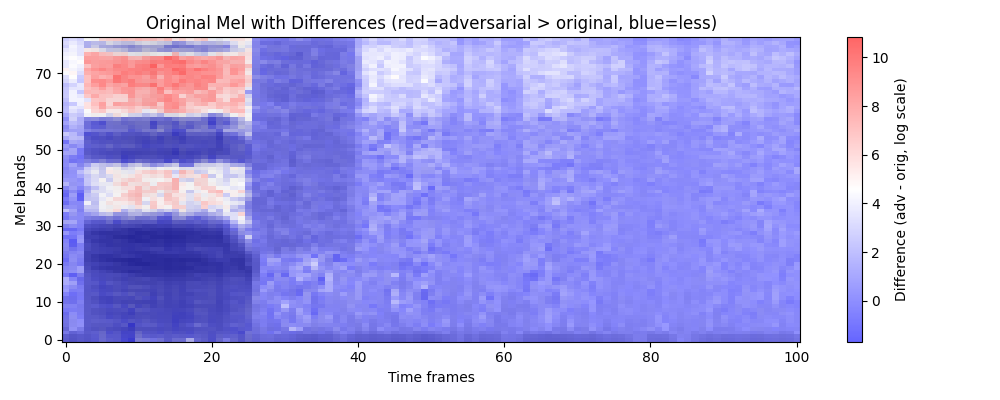 Original Mel with Differences (red=adversarial > original, blue=less)
70
60
50
40
30
20
10
0
Mel bands
0 20 40 60 80 100
Time frames
10
8
6
4
2
0
Difference (adv - orig, log scale)